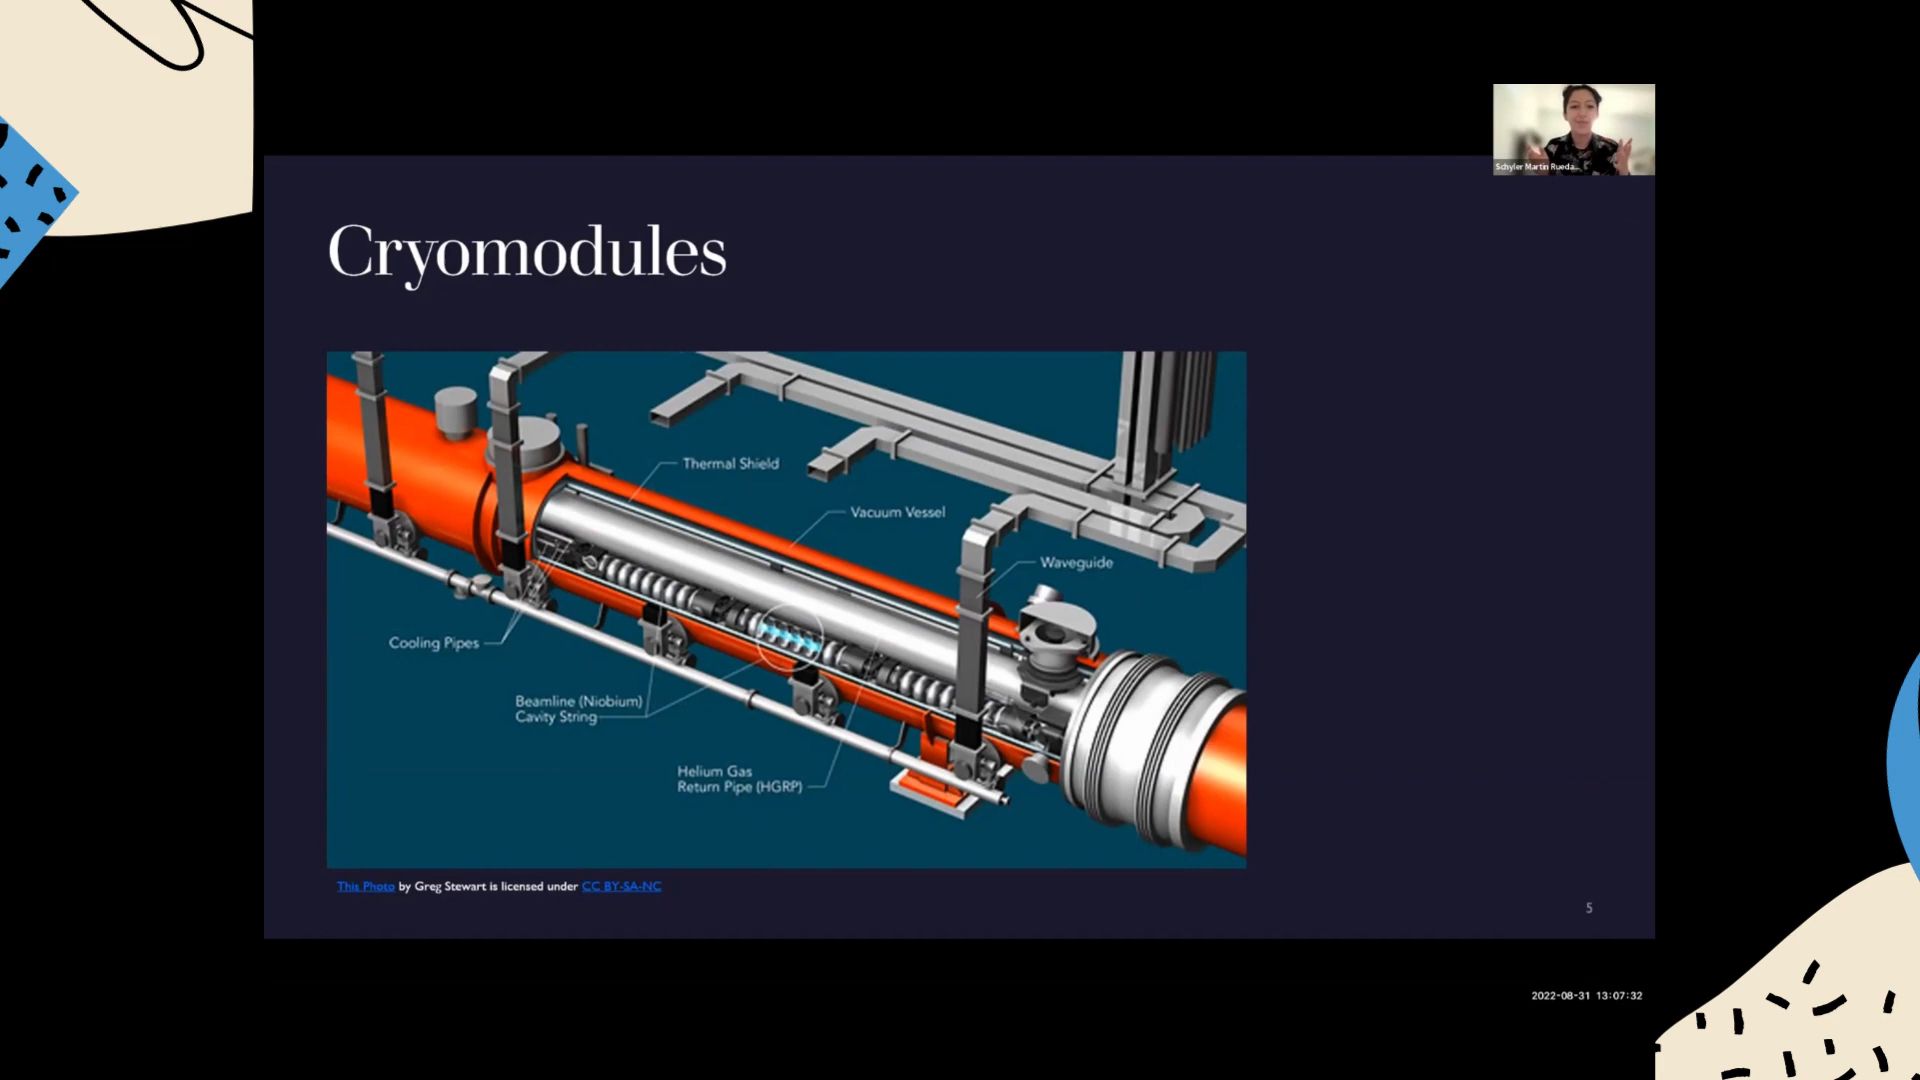 Schyler Martin Rueda...
Cryomodules
Thermal Shield
Vacuum Vessel
Waveguide
Cooling Pipes
Beamline (Niobium)
Cavity String
Helium Gas
Return Pipe (HGRP)
This Photo by Greg Stewart is licensed under CC BY-SA-NC
5
2022-08-31 13:07:32